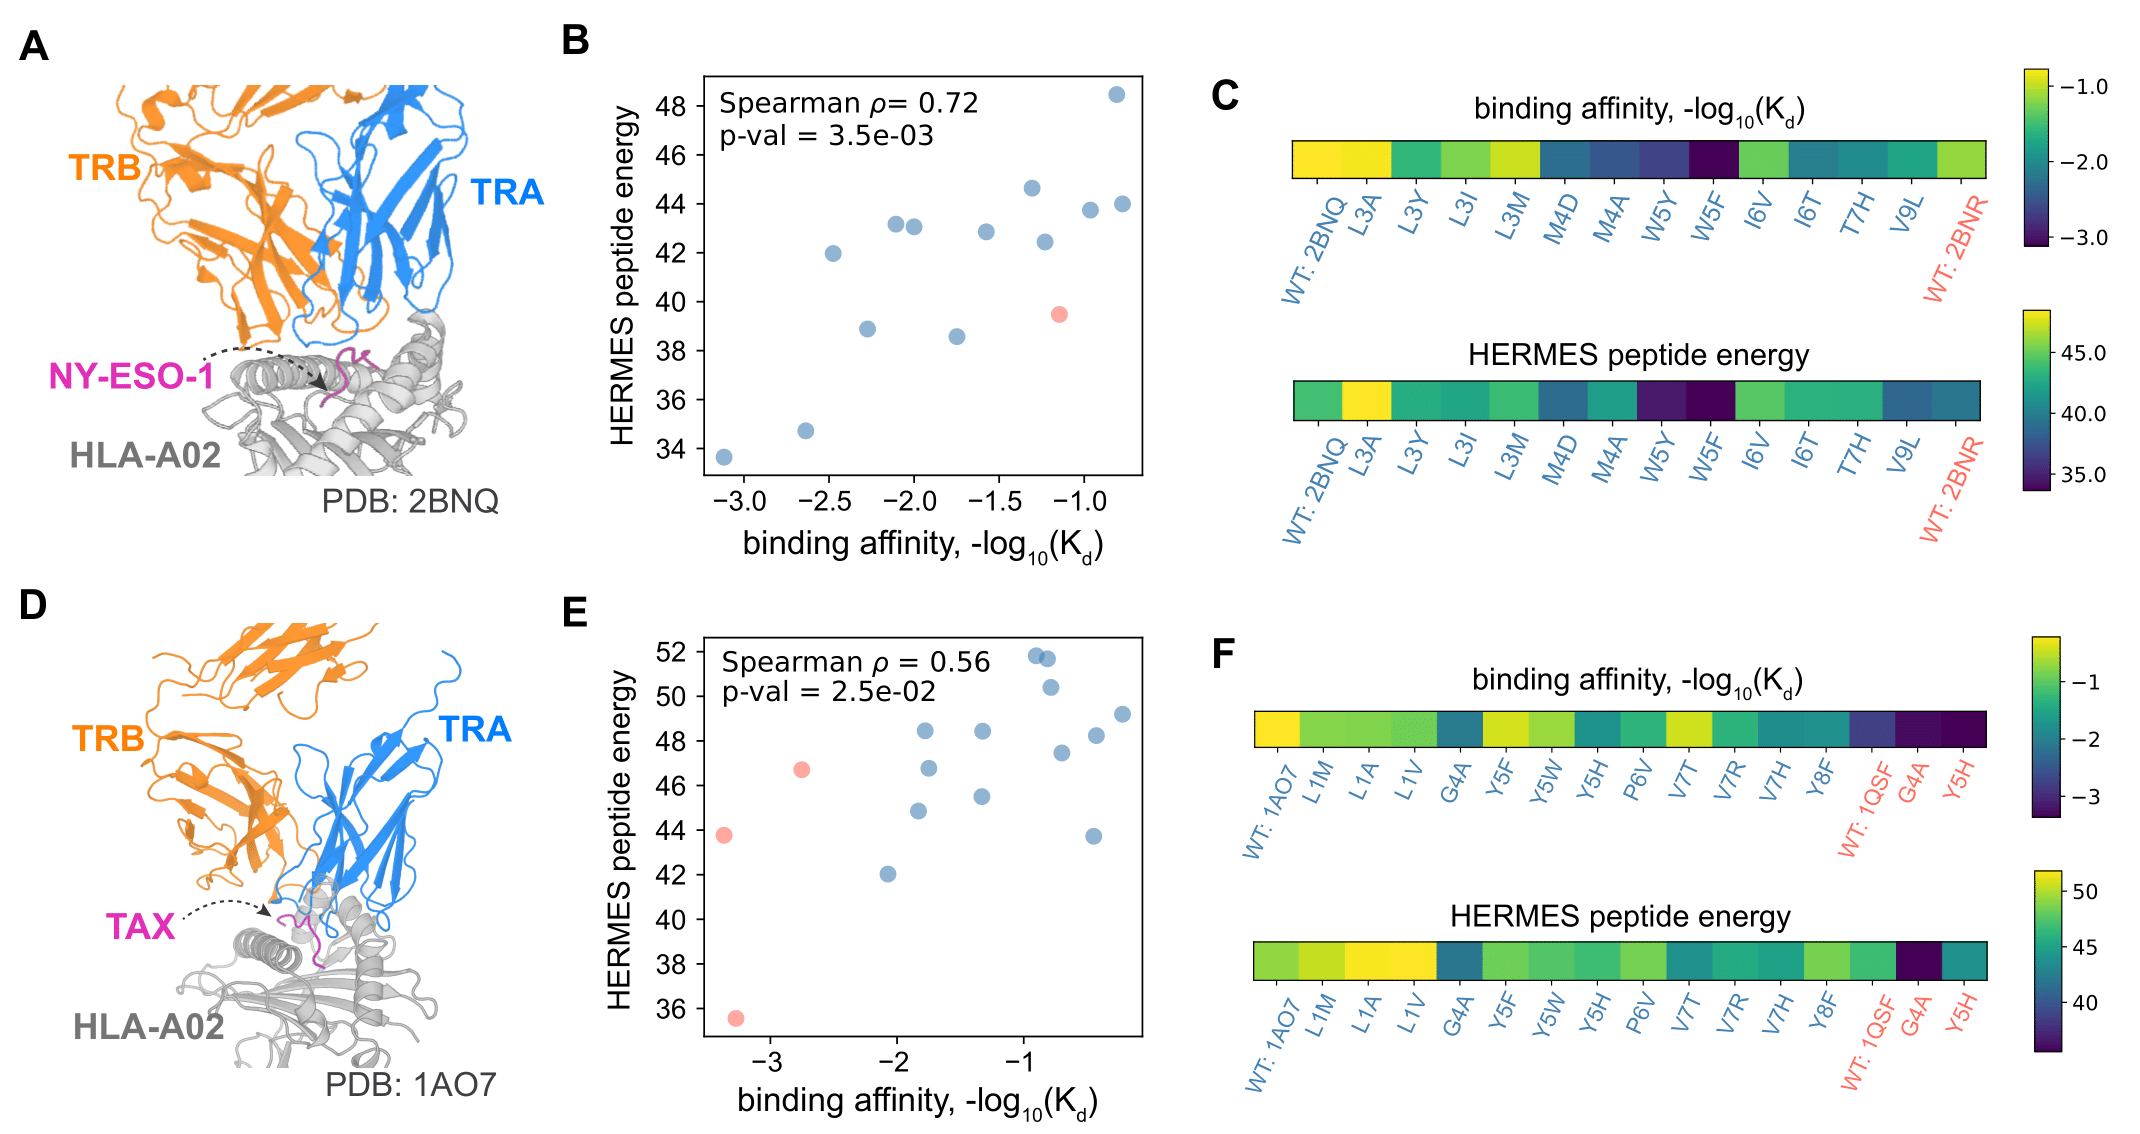 A
TRB
TRA
NY-ESO-1
HLA-A02
PDB: 2BNQ
B
Spearman ρ= 0.72
p-val = 3.5e-03
HERMES peptide energy
48
46
44
42
40
38
36
34
−3.0 −2.5 −2.0 −1.5 −1.0
binding affinity, -log10(Kd)
C
binding affinity, -log10(Kd)
WT: 2BNQ L3A L3Y L3I L3M M4D M4A W5Y W5F I6V I6T T7H V9L WT: 2BNR
−1.0
−2.0
−3.0
HERMES peptide energy
WT: 2BNQ L3A L3Y L3I L3M M4D M4A W5Y W5F I6V I6T T7H V9L WT: 2BNR
45.0
40.0
35.0
D
TRB
TRA
TAX
HLA-A02
PDB: 1AO7
E
Spearman ρ = 0.56
p-val = 2.5e-02
HERMES peptide energy
52
50
48
46
44
42
40
38
36
−3 −2 −1
binding affinity, -log10(Kd)
F
binding affinity, -log10(Kd)
WT: 1AO7 L1M L1A L1V G4A Y5F Y5W Y5H P6V V7T V7R V7H Y8F WT: 1QSF G4A Y5H
−1
−2
−3
HERMES peptide energy
WT: 1AO7 L1M L1A L1V G4A Y5F Y5W Y5H P6V V7T V7R V7H Y8F WT: 1QSF G4A Y5H
50
45
40